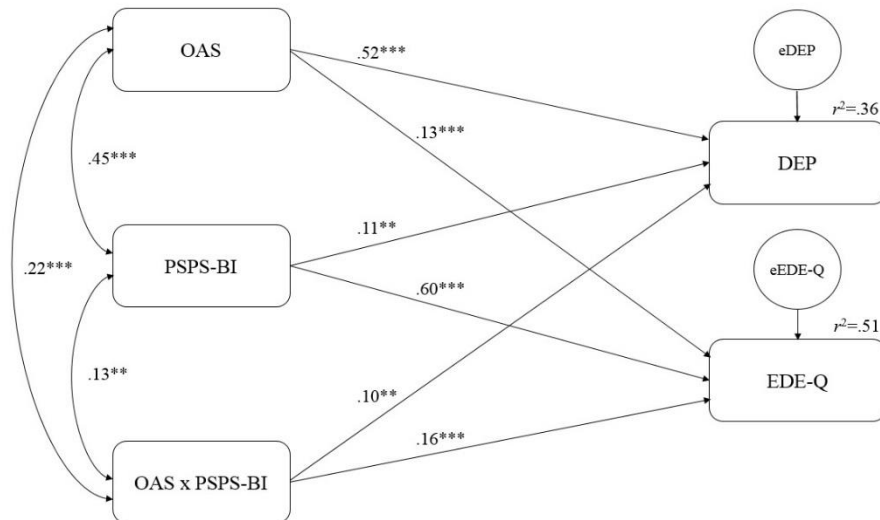 OAS
.52***
eDEP
r²=.36
.13***
DEP
.45***
.11**
PSPS-BI
eEDE-Q
.22***
.60***
r²=.51
.13**
EDE-Q
.10**
.16***
OAS x PSPS-BI